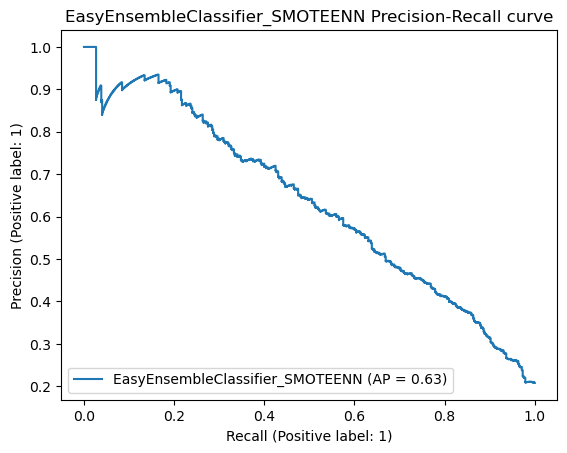 EasyEnsembleClassifier_SMOTEENN Precision-Recall curve
1.0
0.9
0.8
0.7
0.6
0.5
0.4
0.3
0.2
Precision (Positive label: 1)
EasyEnsembleClassifier_SMOTEENN (AP = 0.63)
0.0 0.2 0.4 0.6 0.8 1.0
Recall (Positive label: 1)